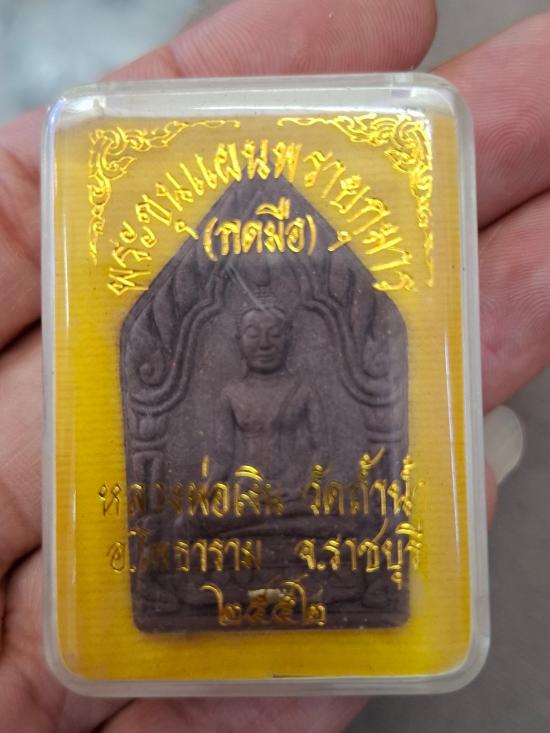 พระขุนแผนพรายกุมาร
(กดมือ)
หลวงพ่อเงิน วัดถ้ำน้ำ
อ.โพธาราม จ.ราชบุรี
๒๕๕๒